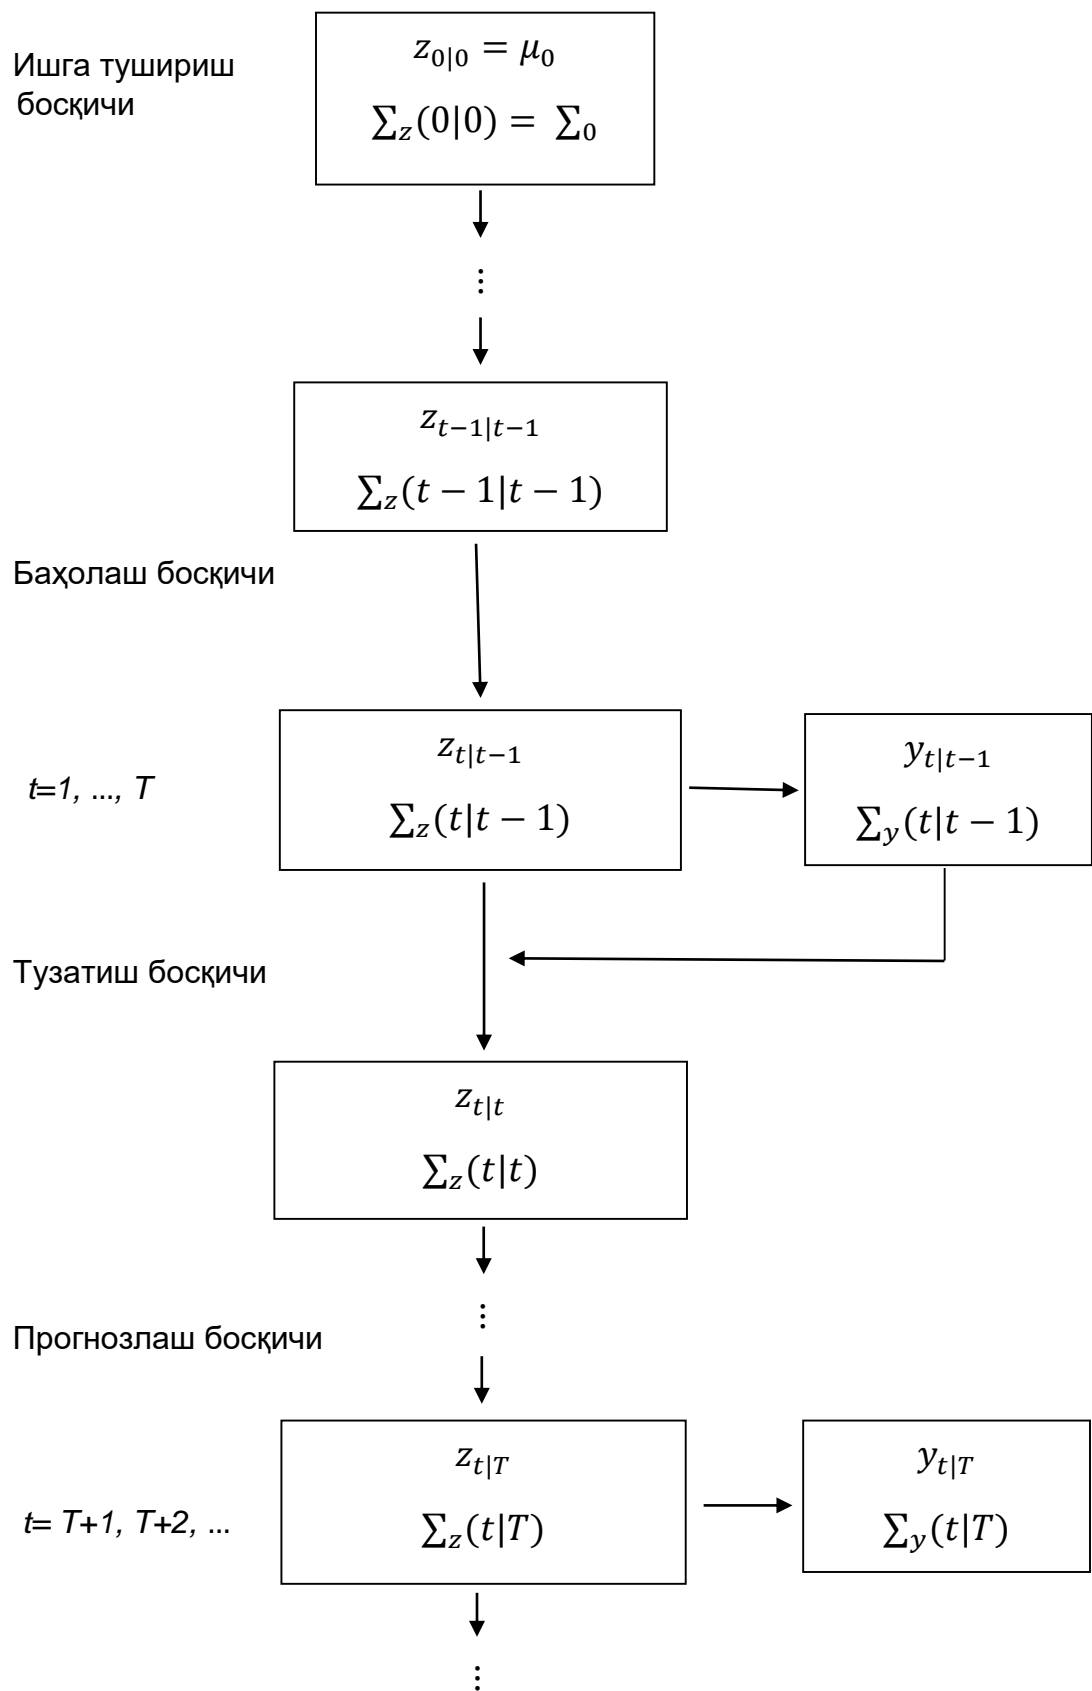 Ишга тушириш
босқичи
z_{0|0} = μ_0
∑_z(0|0) = ∑_0
⋮
z_{t−1|t−1}
∑_z(t − 1|t − 1)
Баҳолаш босқичи
t=1, ..., T
z_{t|t−1}
∑_z(t|t − 1)
y_{t|t−1}
∑_y(t|t − 1)
Тузатиш босқичи
z_{t|t}
∑_z(t|t)
⋮
Прогнозлаш босқичи
t= T+1, T+2, ...
z_{t|T}
∑_z(t|T)
y_{t|T}
∑_y(t|T)
⋮